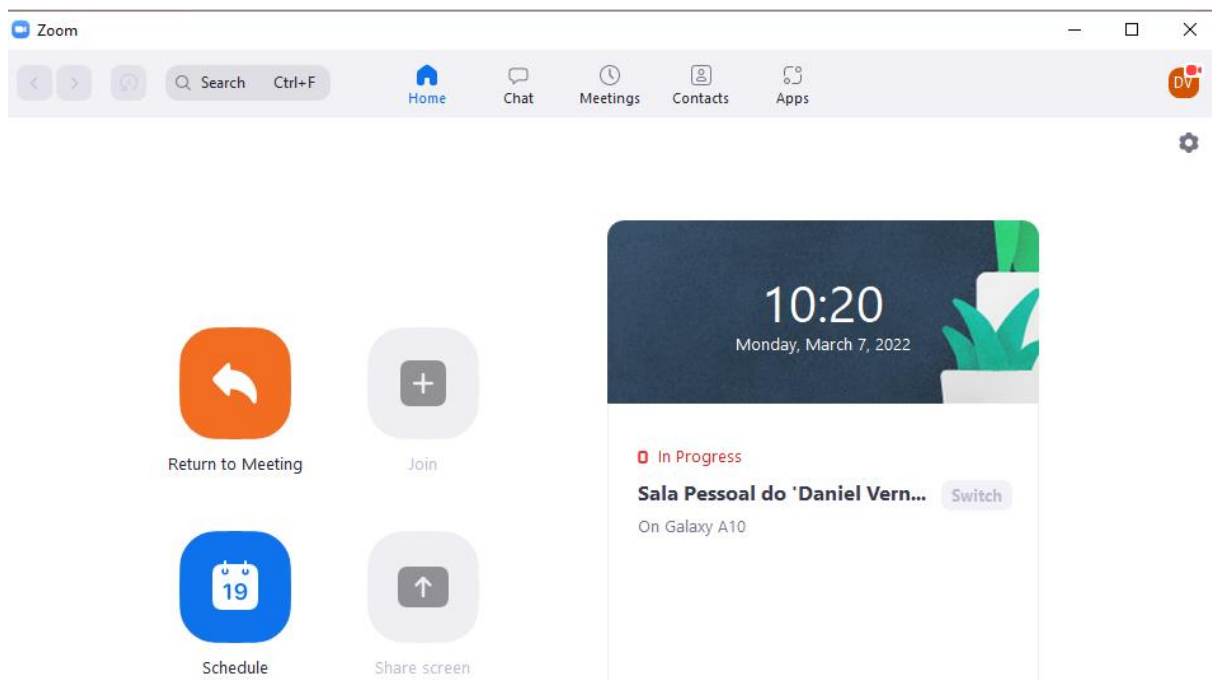 Zoom
Search Ctrl+F
Home
Chat
Meetings
Contacts
Apps
DV
10:20
Monday, March 7, 2022
Return to Meeting
Join
In Progress
Sala Pessoal do 'Daniel Vern...
Switch
On Galaxy A10
19
Schedule
Share screen